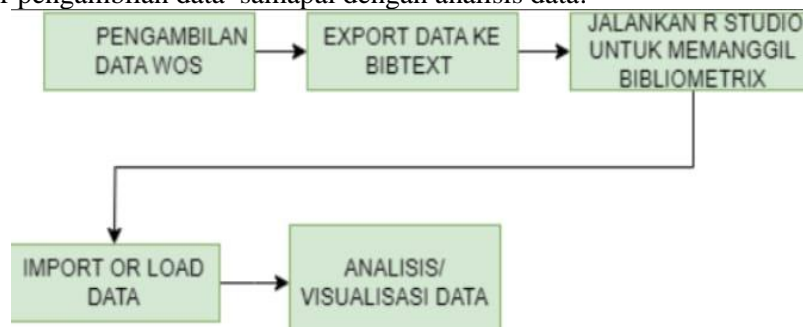 pengambilan data samapai dengan analisis data.
PENGAMBILAN
DATA WOS
EXPORT DATA KE
BIBTEXT
JALANKAN R STUDIO
UNTUK MEMANGGIL
BIBLIOMETRIX
IMPORT OR LOAD
DATA
ANALISIS/
VISUALISASI DATA